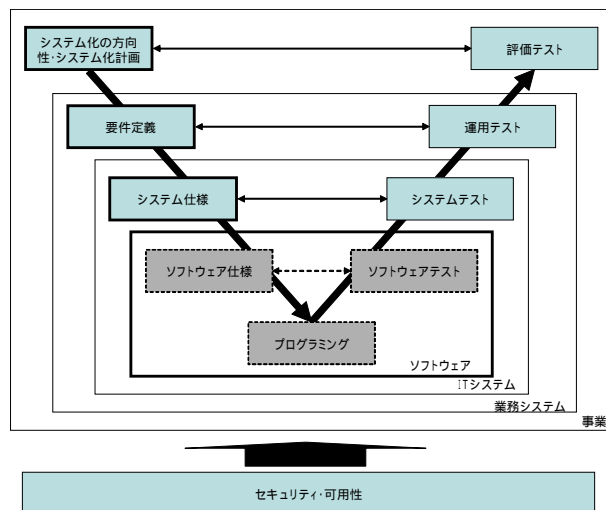 システム化の方向
性・システム化計画
評価テスト
要件定義
運用テスト
システム仕様
システムテスト
ソフトウェア仕様
ソフトウェアテスト
プログラミング
ソフトウェア
ITシステム
業務システム
事業
セキュリティ・可用性